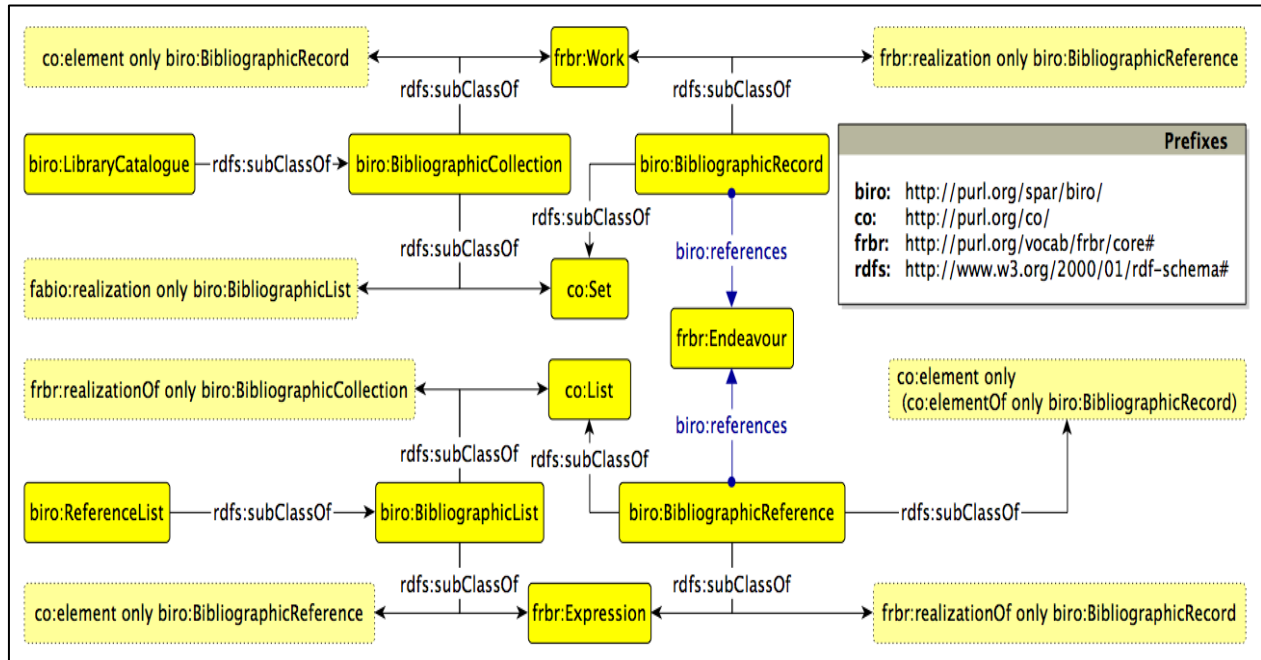 co:element only biro:BibliographicRecord
frbr:Work
frbr:realization only biro:BibliographicReference
rdfs:subClassOf
rdfs:subClassOf
biro:LibraryCatalogue
rdfs:subClassOf
biro:BibliographicCollection
biro:BibliographicRecord
Prefixes
biro: http://purl.org/spar/biro/
co: http://purl.org/co/
frbr: http://purl.org/vocab/frbr/core#
rdfs: http://www.w3.org/2000/01/rdf-schema#
rdfs:subClassOf
rdfs:subClassOf
biro:references
fabio:realization only biro:BibliographicList
co:Set
frbr:Endeavour
frbr:realizationOf only biro:BibliographicCollection
co:List
co:element only
(co:elementOf only biro:BibliographicRecord)
biro:references
rdfs:subClassOf
rdfs:subClassOf
biro:ReferenceList
rdfs:subClassOf
biro:BibliographicList
biro:BibliographicReference
rdfs:subClassOf
rdfs:subClassOf
rdfs:subClassOf
co:element only biro:BibliographicReference
frbr:Expression
frbr:realizationOf only biro:BibliographicRecord